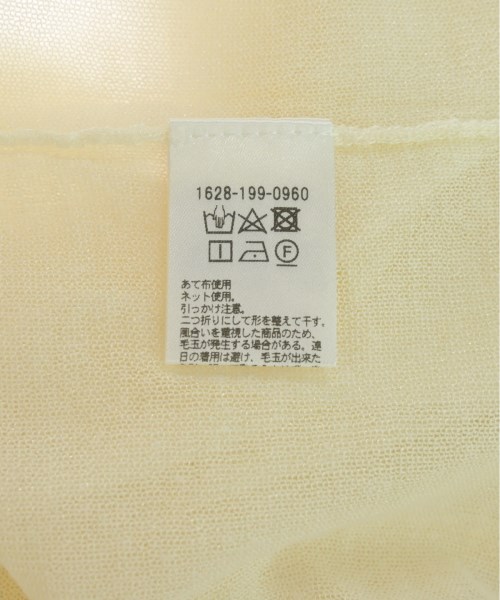 1628-199-0960
F
あて布使用
ネット使用。
引っかけ注意。
二つ折りにして形を整えて干す。
風合いを重視した商品のため、
毛玉が発生する場合がある。連
日の着用は避け、毛玉が出来た